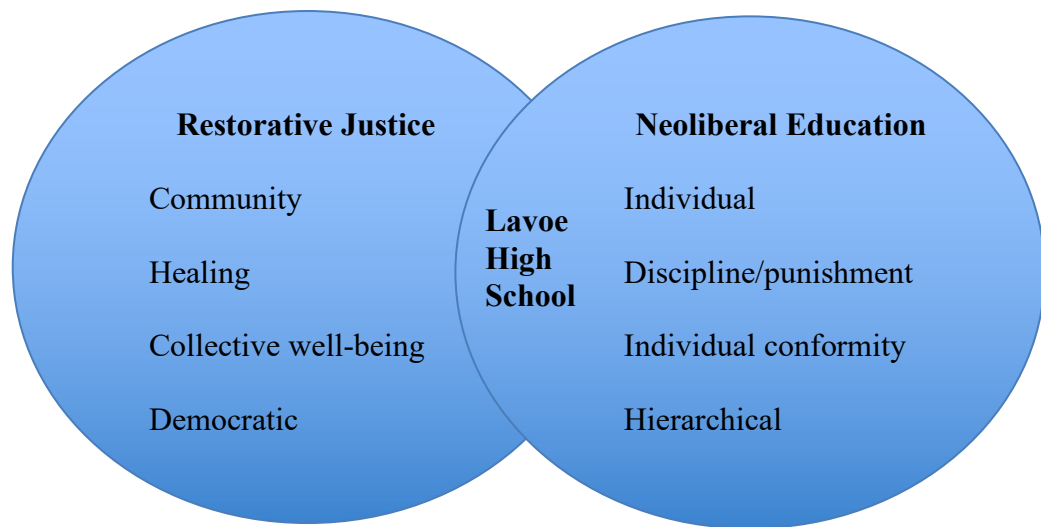 Restorative Justice
Community
Healing
Collective well-being
Democratic
Lavoe
High
School
Neoliberal Education
Individual
Discipline/punishment
Individual conformity
Hierarchical